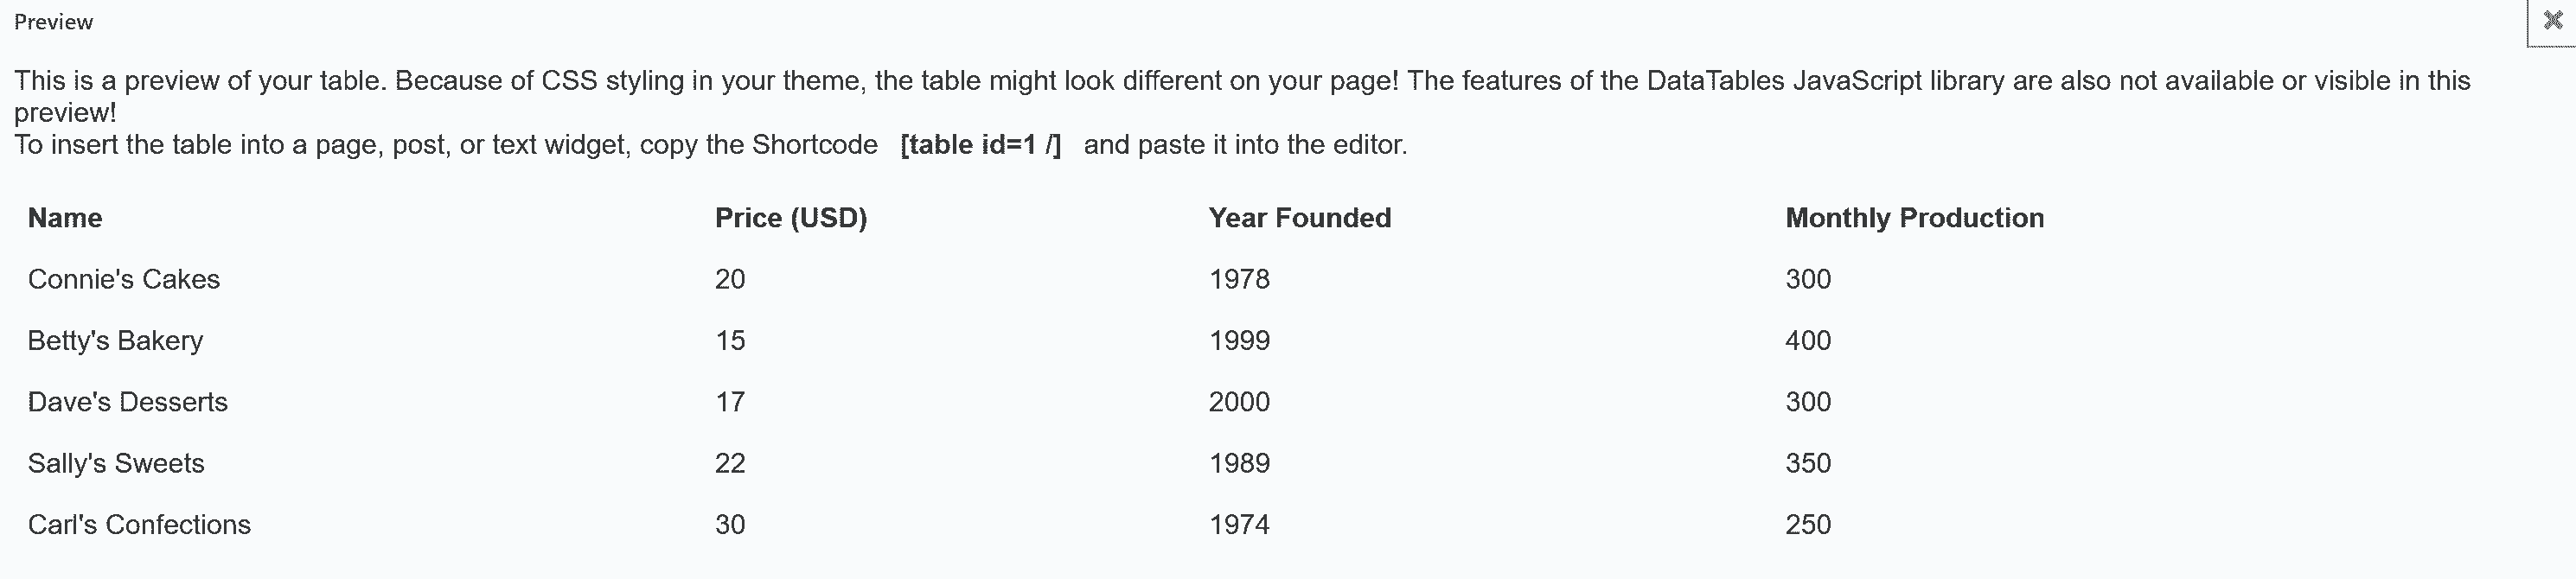 Preview
This is a preview of your table. Because of CSS styling in your theme, the table might look different on your page! The features of the DataTables JavaScript library are also not available or visible in this
preview!
To insert the table into a page, post, or text widget, copy the Shortcode [table id=1 /] and paste it into the editor.
Name Price (USD) Year Founded Monthly Production
Connie's Cakes 20 1978 300
Betty's Bakery 15 1999 400
Dave's Desserts 17 2000 300
Sally's Sweets 22 1989 350
Carl's Confections 30 1974 250